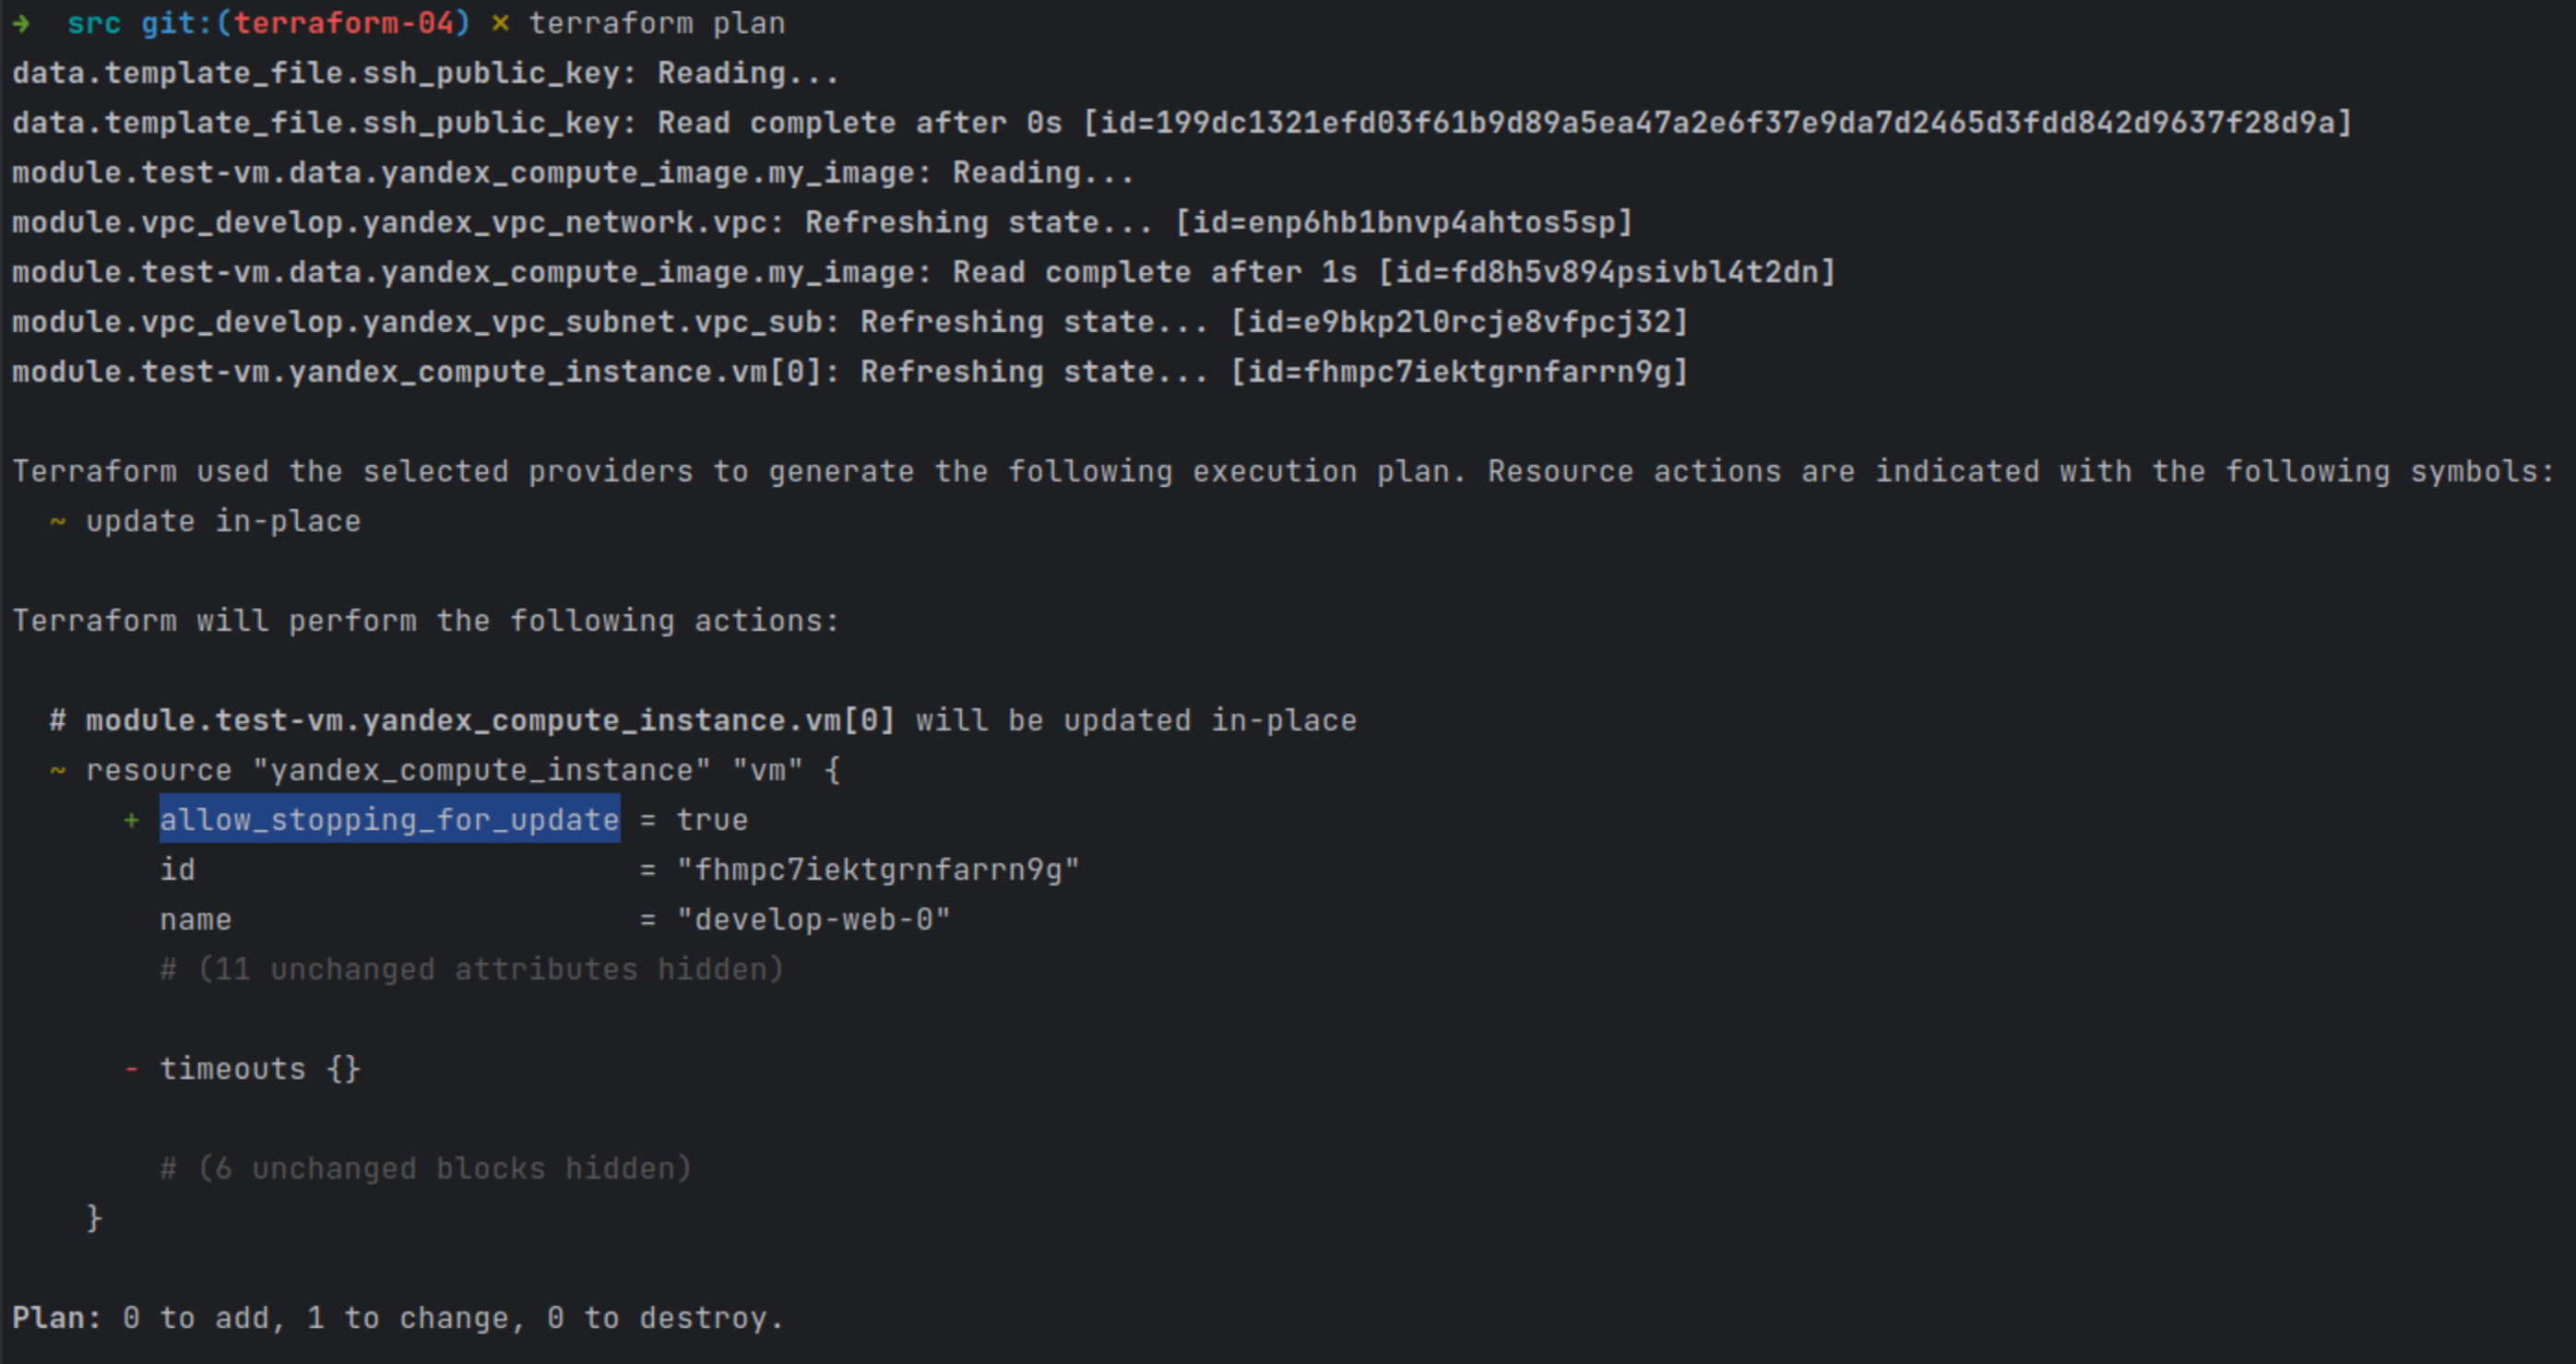 ➜  src git:(terraform-04) ✗ terraform plan
data.template_file.ssh_public_key: Reading...
data.template_file.ssh_public_key: Read complete after 0s [id=199dc1321efd03f61b9d89a5ea47a2e6f37e9da7d2465d3fdd842d9637f28d9a]
module.test-vm.data.yandex_compute_image.my_image: Reading...
module.vpc_develop.yandex_vpc_network.vpc: Refreshing state... [id=enp6hb1bnvp4ahtos5sp]
module.test-vm.data.yandex_compute_image.my_image: Read complete after 1s [id=fd8h5v894psivbl4t2dn]
module.vpc_develop.yandex_vpc_subnet.vpc_sub: Refreshing state... [id=e9bkp2l0rcje8vfpcj32]
module.test-vm.yandex_compute_instance.vm[0]: Refreshing state... [id=fhmpc7iektgrnfarrn9g]

Terraform used the selected providers to generate the following execution plan. Resource actions are indicated with the following symbols:
  ~ update in-place

Terraform will perform the following actions:

  # module.test-vm.yandex_compute_instance.vm[0] will be updated in-place
  ~ resource "yandex_compute_instance" "vm" {
      + allow_stopping_for_update = true
        id                        = "fhmpc7iektgrnfarrn9g"
        name                      = "develop-web-0"
        # (11 unchanged attributes hidden)

      - timeouts {}

        # (6 unchanged blocks hidden)
    }

Plan: 0 to add, 1 to change, 0 to destroy.